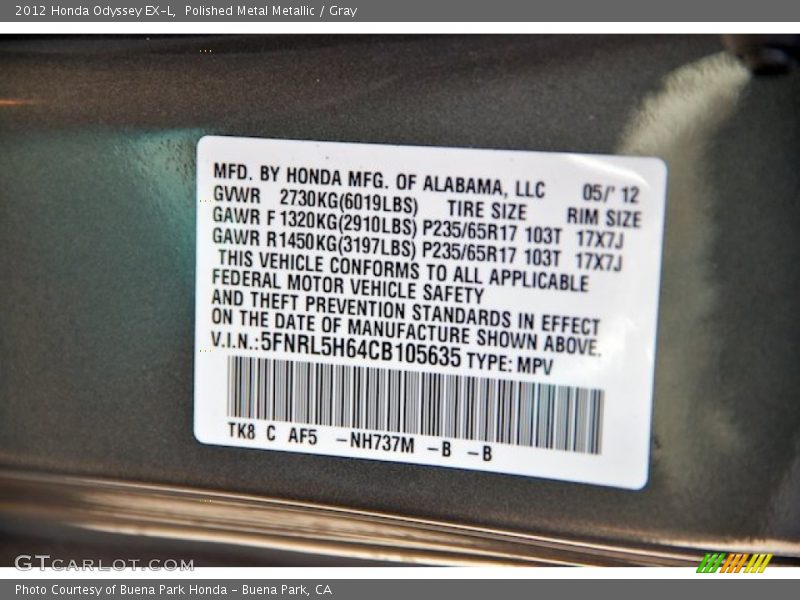 2012 Honda Odyssey EX-L,  Polished Metal Metallic / Gray
MFD. BY HONDA MFG. OF ALABAMA, LLC 05/' 12
GVWR 2730KG(6019LBS) TIRE SIZE RIM SIZE
GAWR F 1320KG(2910LBS) P235/65R17 103T 17X7J
GAWR R1450KG(3197LBS) P235/65R17 103T 17X7J
THIS VEHICLE CONFORMS TO ALL APPLICABLE
FEDERAL MOTOR VEHICLE SAFETY
AND THEFT PREVENTION STANDARDS IN EFFECT
ON THE DATE OF MANUFACTURE SHOWN ABOVE.
V.I.N.:5FNRL5H64CB105635 TYPE: MPV
TK8 C AF5 -NH737M -B -B
GTCARLOT.COM
Photo Courtesy of Buena Park Honda - Buena Park, CA